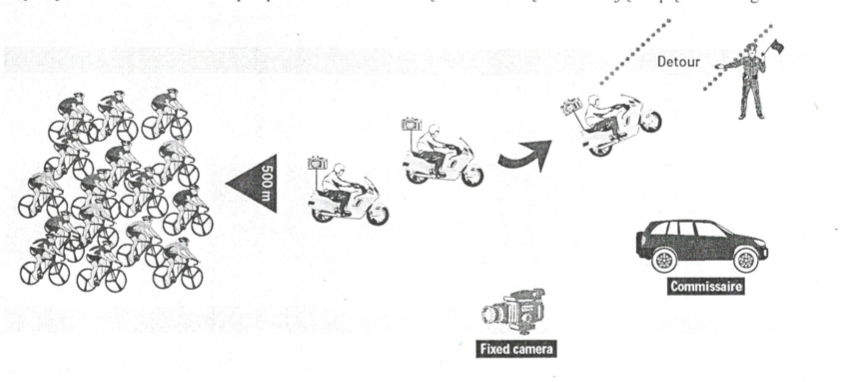 Detour
500 m
Commissaire
Fixed camera